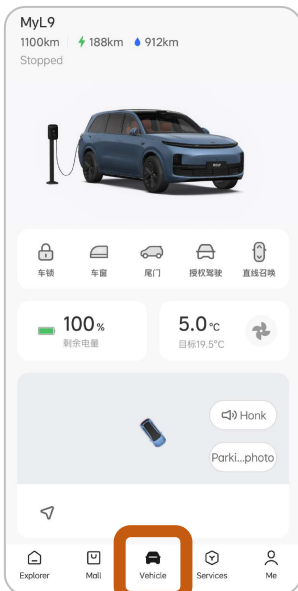 MyL9
1100km 188km 912km
Stopped
车锁 车窗 尾门 授权驾驶 直线召唤
100% 5.0°C
剩余电量 目标19.5°C
Honk
Parki...photo
Explorer Mall Vehicle Services Me